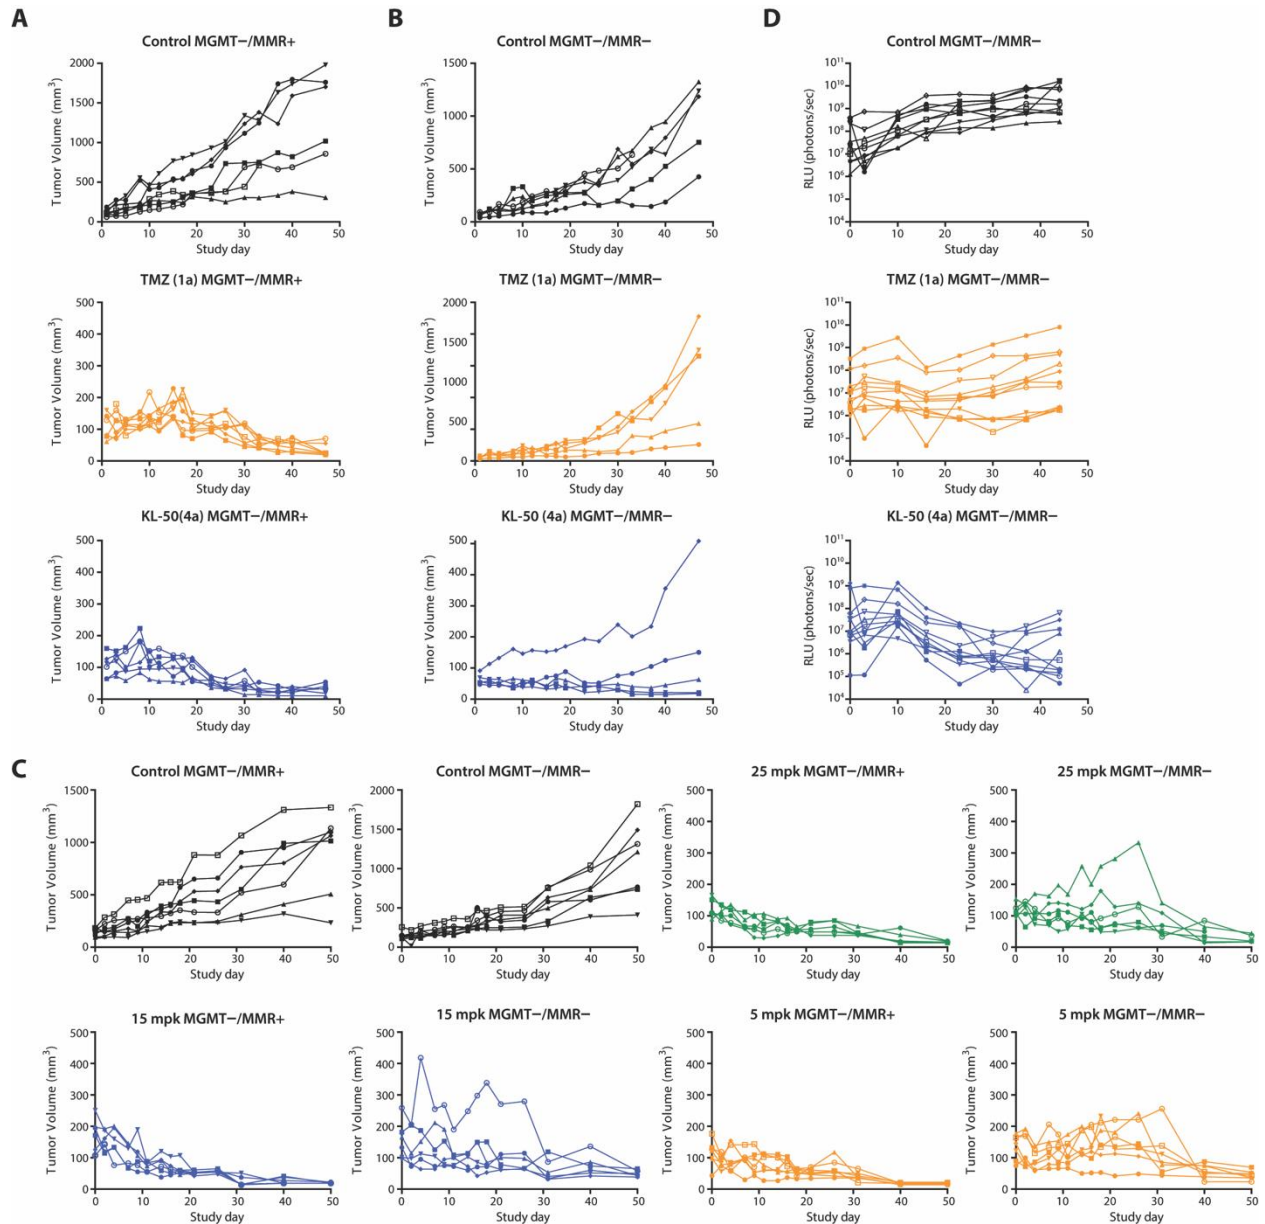 A
B
D
Control MGMT−/MMR+
Control MGMT−/MMR−
Control MGMT−/MMR−
Tumor Volume (mm³)
2000
1500
1000
500
0
0 10 20 30 40 50
Study day
Tumor Volume (mm³)
1500
1000
500
0
0 10 20 30 40 50
Study day
RLU (photons/sec)
10¹¹
10¹⁰
10⁹
10⁸
10⁷
10⁶
10⁵
10⁴
0 10 20 30 40 50
Study day
TMZ (1a) MGMT−/MMR+
TMZ (1a) MGMT−/MMR−
TMZ (1a) MGMT−/MMR−
Tumor Volume (mm³)
500
400
300
200
100
0
0 10 20 30 40 50
Study day
Tumor Volume (mm³)
2000
1500
1000
500
0
0 10 20 30 40 50
Study day
RLU (photons/sec)
10¹¹
10¹⁰
10⁹
10⁸
10⁷
10⁶
10⁵
10⁴
0 10 20 30 40 50
Study day
KL-50(4a) MGMT−/MMR+
KL-50 (4a) MGMT−/MMR−
KL-50 (4a) MGMT−/MMR−
Tumor Volume (mm³)
500
400
300
200
100
0
0 10 20 30 40 50
Study day
Tumor Volume (mm³)
500
400
300
200
100
0
0 10 20 30 40 50
Study day
RLU (photons/sec)
10¹¹
10¹⁰
10⁹
10⁸
10⁷
10⁶
10⁵
10⁴
0 10 20 30 40 50
Study day
C
Control MGMT−/MMR+
Control MGMT−/MMR−
25 mpk MGMT−/MMR+
25 mpk MGMT−/MMR−
Tumor Volume (mm³)
1500
1000
500
0
0 10 20 30 40 50
Study day
Tumor Volume (mm³)
2000
1500
1000
500
0
0 10 20 30 40 50
Study day
Tumor Volume (mm³)
500
400
300
200
100
0
0 10 20 30 40 50
Study day
Tumor Volume (mm³)
500
400
300
200
100
0
0 10 20 30 40 50
Study day
15 mpk MGMT−/MMR+
15 mpk MGMT−/MMR−
5 mpk MGMT−/MMR+
5 mpk MGMT−/MMR−
Tumor Volume (mm³)
500
400
300
200
100
0
0 10 20 30 40 50
Study day
Tumor Volume (mm³)
500
400
300
200
100
0
0 10 20 30 40 50
Study day
Tumor Volume (mm³)
500
400
300
200
100
0
0 10 20 30 40 50
Study day
Tumor Volume (mm³)
500
400
300
200
100
0
0 10 20 30 40 50
Study day